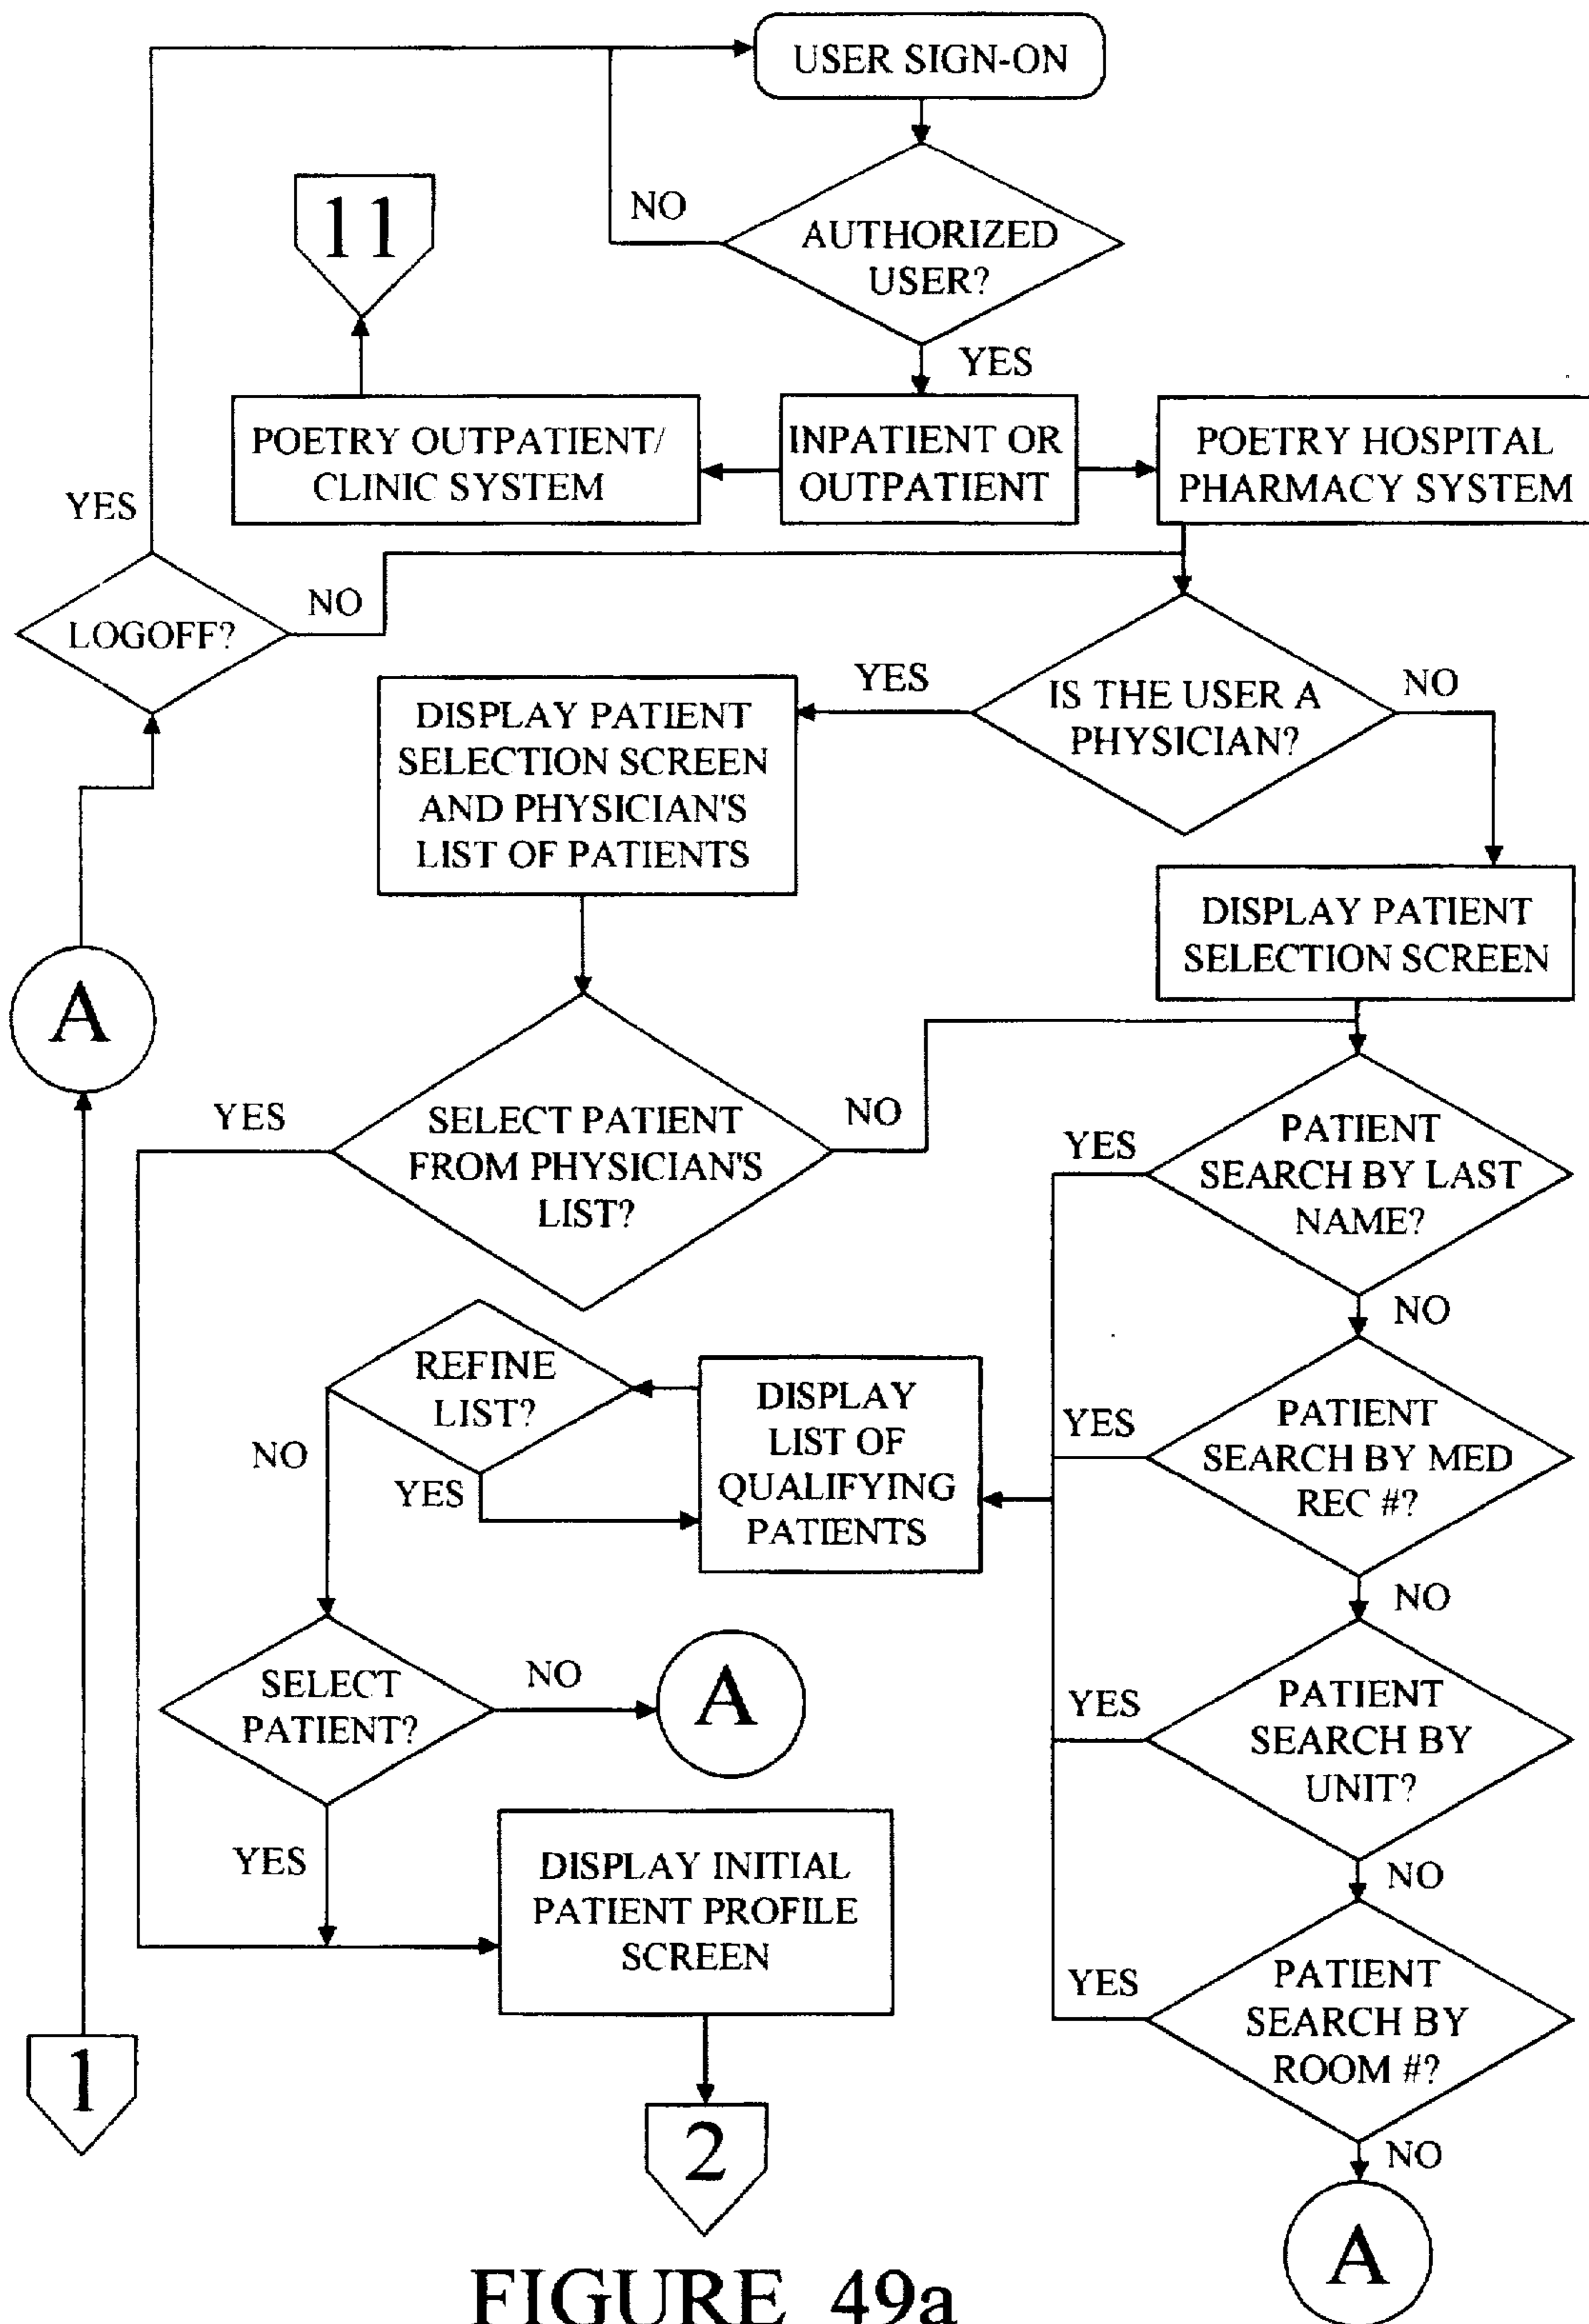 USER SIGN-ON
NO
AUTHORIZED
USER?
11
YES
POETRY OUTPATIENT/
CLINIC SYSTEM
INPATIENT OR
OUTPATIENT
POETRY HOSPITAL
PHARMACY SYSTEM
YES
NO
LOGOFF?
YES
IS THE USER A
PHYSICIAN?
NO
DISPLAY PATIENT
SELECTION SCREEN
AND PHYSICIAN'S
LIST OF PATIENTS
DISPLAY PATIENT
SELECTION SCREEN
A
YES
SELECT PATIENT
FROM PHYSICIAN'S
LIST?
NO
YES
PATIENT
SEARCH BY LAST
NAME?
NO
REFINE
LIST?
NO
YES
DISPLAY
LIST OF
QUALIFYING
PATIENTS
YES
PATIENT
SEARCH BY MED
REC #?
NO
SELECT
PATIENT?
NO
A
YES
YES
PATIENT
SEARCH BY
UNIT?
NO
DISPLAY INITIAL
PATIENT PROFILE
SCREEN
YES
PATIENT
SEARCH BY
ROOM #?
NO
1
2
A
FIGURE 49a